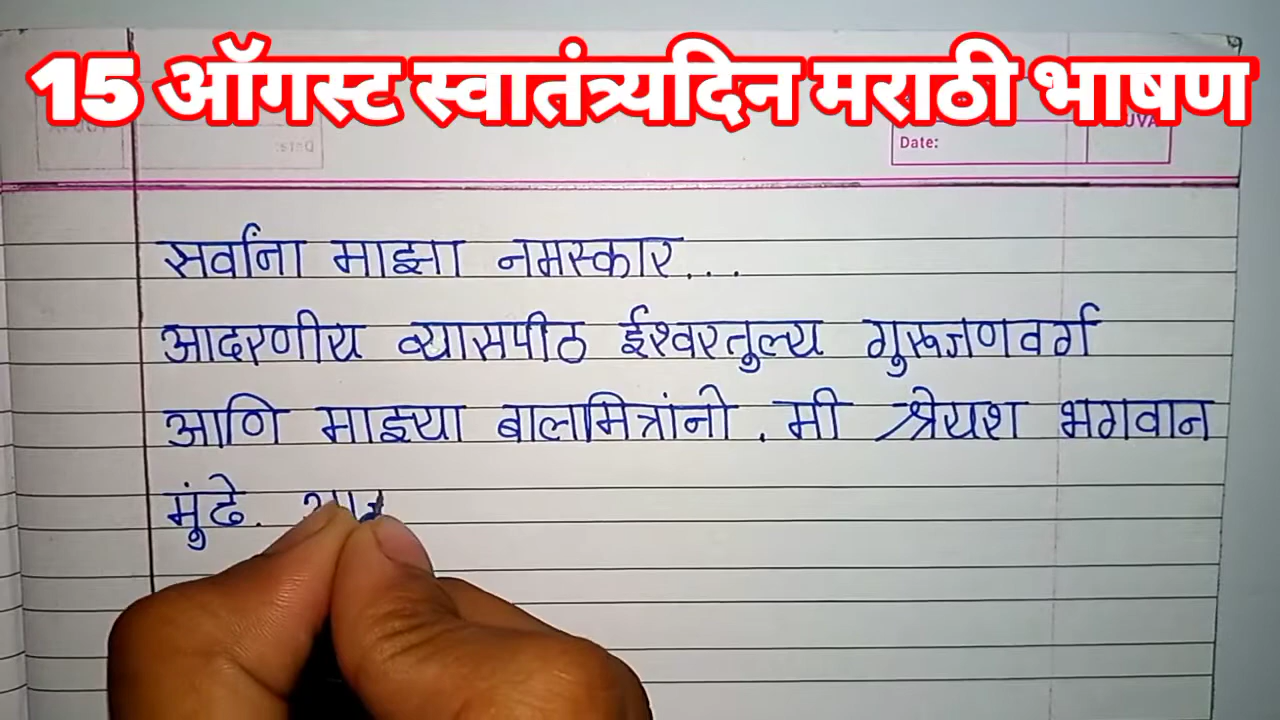 15 ऑगस्ट स्वातंत्र्यदिन मराठी भाषण
Date:
सर्वांना माझा नमस्कार...
आदरणीय व्यासपीठ ईश्वरतुल्य गुरूजणवर्ग
आणि माझ्या बालमित्रांनो . मी श्रेयश भगवान
मुंढे.